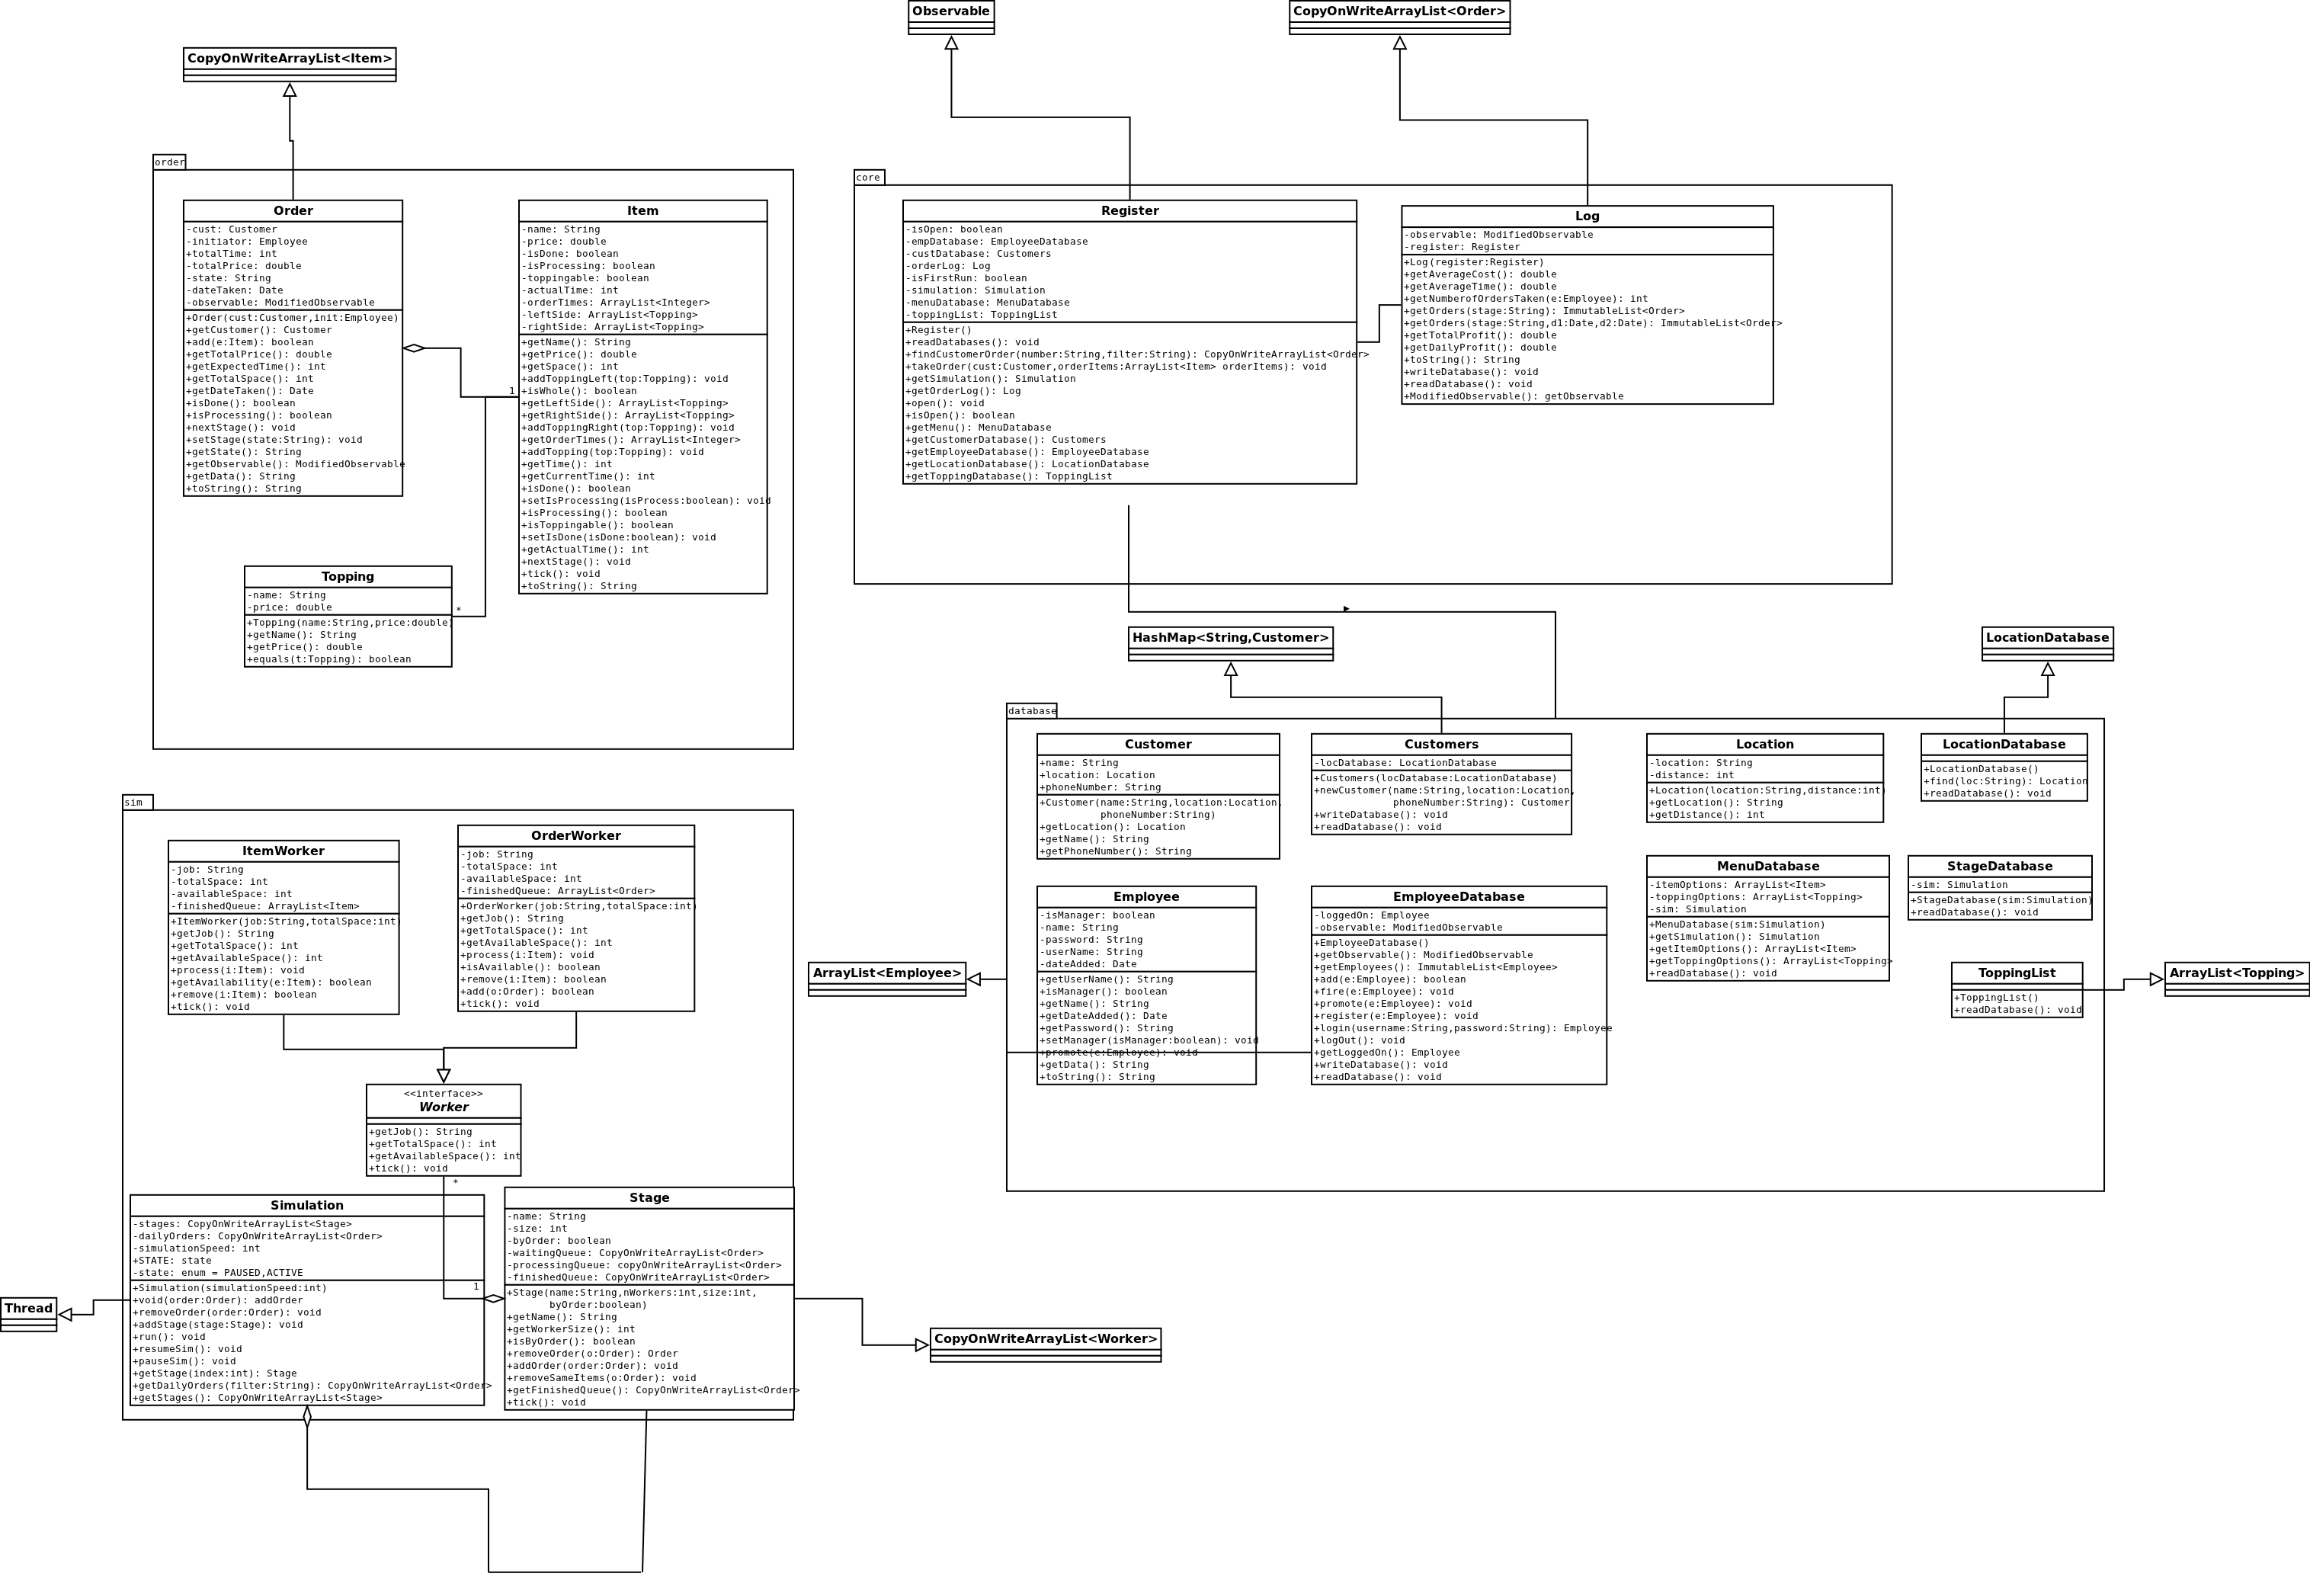 Observable
CopyOnWriteArrayList<Order>
CopyOnWriteArrayList<Item>
order
Order
-cust: Customer
-initiator: Employee
+totalTime: int
-totalPrice: double
-state: String
-dateTaken: Date
-observable: ModifiedObservable
+Order(cust:Customer,init:Employee)
+getCustomer(): Customer
+add(e:Item): boolean
+getTotalPrice(): double
+getExpectedTime(): int
+getTotalSpace(): int
+getDateTaken(): Date
+isDone(): boolean
+isProcessing(): boolean
+nextStage(): void
+setStage(state:String): void
+getState(): String
+getObservable(): ModifiedObservable
+getData(): String
+toString(): String
Item
-name: String
-price: double
-isDone: boolean
-isProcessing: boolean
-toppingable: boolean
-actualTime: int
-orderTimes: ArrayList<Integer>
-leftSide: ArrayList<Topping>
-rightSide: ArrayList<Topping>
+getName(): String
+getPrice(): double
+getSpace(): int
+addToppingLeft(top:Topping): void
+isWhole(): boolean
+getLeftSide(): ArrayList<Topping>
+getRightSide(): ArrayList<Topping>
+addToppingRight(top:Topping): void
+getOrderTimes(): ArrayList<Integer>
+addTopping(top:Topping): void
+getTime(): int
+getCurrentTime(): int
+isDone(): boolean
+setIsProcessing(isProcess:boolean): void
+isProcessing(): boolean
+isToppingable(): boolean
+setIsDone(isDone:boolean): void
+getActualTime(): int
+nextStage(): void
+tick(): void
+toString(): String
1
Topping
-name: String
-price: double
+Topping(name:String,price:double)
+getName(): String
+getPrice(): double
+equals(t:Topping): boolean
*
core
Register
-isOpen: boolean
-empDatabase: EmployeeDatabase
-custDatabase: Customers
-orderLog: Log
-isFirstRun: boolean
-simulation: Simulation
-menuDatabase: MenuDatabase
-toppingList: ToppingList
+Register()
+readDatabases(): void
+findCustomerOrder(number:String,filter:String): CopyOnWriteArrayList<Order>
+takeOrder(cust:Customer,orderItems:ArrayList<Item> orderItems): void
+getSimulation(): Simulation
+getOrderLog(): Log
+open(): void
+isOpen(): boolean
+getMenu(): MenuDatabase
+getCustomerDatabase(): Customers
+getEmployeeDatabase(): EmployeeDatabase
+getLocationDatabase(): LocationDatabase
+getToppingDatabase(): ToppingList
Log
-observable: ModifiedObservable
-register: Register
+Log(register:Register)
+getAverageCost(): double
+getAverageTime(): double
+getNumberofOrdersTaken(e:Employee): int
+getOrders(stage:String): ImmutableList<Order>
+getOrders(stage:String,d1:Date,d2:Date): ImmutableList<Order>
+getTotalProfit(): double
+getDailyProfit(): double
+toString(): String
+writeDatabase(): void
+readDatabase(): void
+ModifiedObservable(): getObservable
HashMap<String,Customer>
LocationDatabase
database
Customer
+name: String
+location: Location
+phoneNumber: String
+Customer(name:String,location:Location,
phoneNumber:String)
+getLocation(): Location
+getName(): String
+getPhoneNumber(): String
Customers
-locDatabase: LocationDatabase
+Customers(locDatabase:LocationDatabase)
+newCustomer(name:String,location:Location,
phoneNumber:String): Customer
+writeDatabase(): void
+readDatabase(): void
Location
-location: String
-distance: int
+Location(location:String,distance:int)
+getLocation(): String
+getDistance(): int
LocationDatabase
+LocationDatabase()
+find(loc:String): Location
+readDatabase(): void
Employee
-isManager: boolean
-name: String
-password: String
-userName: String
-dateAdded: Date
+getUserName(): String
+isManager(): boolean
+getName(): String
+getDateAdded(): Date
+getPassword(): String
+setManager(isManager:boolean): void
+promote(e:Employee): void
+getData(): String
+toString(): String
EmployeeDatabase
-loggedOn: Employee
-observable: ModifiedObservable
+EmployeeDatabase()
+getObservable(): ModifiedObservable
+getEmployees(): ImmutableList<Employee>
+add(e:Employee): boolean
+fire(e:Employee): void
+promote(e:Employee): void
+register(e:Employee): void
+login(username:String,password:String): Employee
+logOut(): void
+getLoggedOn(): Employee
+writeDatabase(): void
+readDatabase(): void
MenuDatabase
-itemOptions: ArrayList<Item>
-toppingOptions: ArrayList<Topping>
-sim: Simulation
+MenuDatabase(sim:Simulation)
+getSimulation(): Simulation
+getItemOptions(): ArrayList<Item>
+getToppingOptions(): ArrayList<Topping>
+readDatabase(): void
StageDatabase
-sim: Simulation
+StageDatabase(sim:Simulation)
+readDatabase(): void
ToppingList
+ToppingList()
+readDatabase(): void
ArrayList<Topping>
ArrayList<Employee>
sim
ItemWorker
-job: String
-totalSpace: int
-availableSpace: int
-finishedQueue: ArrayList<Item>
+ItemWorker(job:String,totalSpace:int)
+getJob(): String
+getTotalSpace(): int
+getAvailableSpace(): int
+process(i:Item): void
+getAvailability(e:Item): boolean
+remove(i:Item): boolean
+tick(): void
OrderWorker
-job: String
-totalSpace: int
-availableSpace: int
-finishedQueue: ArrayList<Order>
+OrderWorker(job:String,totalSpace:int)
+getJob(): String
+getTotalSpace(): int
+getAvailableSpace(): int
+process(i:Item): void
+isAvailable(): boolean
+remove(i:Item): boolean
+add(o:Order): boolean
+tick(): void
<<interface>>
Worker
+getJob(): String
+getTotalSpace(): int
+getAvailableSpace(): int
+tick(): void
*
Simulation
-stages: CopyOnWriteArrayList<Stage>
-dailyOrders: CopyOnWriteArrayList<Order>
-simulationSpeed: int
+STATE: state
-state: enum = PAUSED,ACTIVE
+Simulation(simulationSpeed:int)
+void(order:Order): addOrder
+removeOrder(order:Order): void
+addStage(stage:Stage): void
+run(): void
+resumeSim(): void
+pauseSim(): void
+getStage(index:int): Stage
+getDailyOrders(filter:String): CopyOnWriteArrayList<Order>
+getStages(): CopyOnWriteArrayList<Stage>
1
Stage
-name: String
-size: int
-byOrder: boolean
-waitingQueue: CopyOnWriteArrayList<Order>
-processingQueue: copyOnWriteArrayList<Order>
-finishedQueue: CopyOnWriteArrayList<Order>
+Stage(name:String,nWorkers:int,size:int,
byOrder:boolean)
+getName(): String
+getWorkerSize(): int
+isByOrder(): boolean
+removeOrder(o:Order): Order
+addOrder(order:Order): void
+removeSameItems(o:Order): void
+getFinishedQueue(): CopyOnWriteArrayList<Order>
+tick(): void
Thread
CopyOnWriteArrayList<Worker>